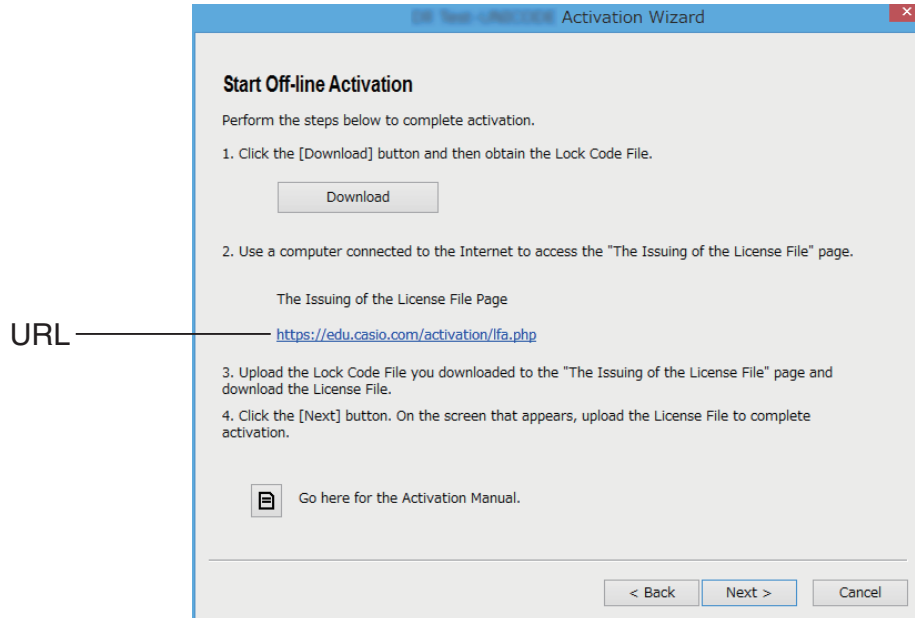 Activation Wizard
Start Off-line Activation
Perform the steps below to complete activation.
1. Click the [Download] button and then obtain the Lock Code File.
Download
2. Use a computer connected to the Internet to access the "The Issuing of the License File" page.
The Issuing of the License File Page
URL
https://edu.casio.com/activation/lfa.php
3. Upload the Lock Code File you downloaded to the "The Issuing of the License File" page and
download the License File.
4. Click the [Next] button. On the screen that appears, upload the License File to complete
activation.
Go here for the Activation Manual.
< Back
Next >
Cancel